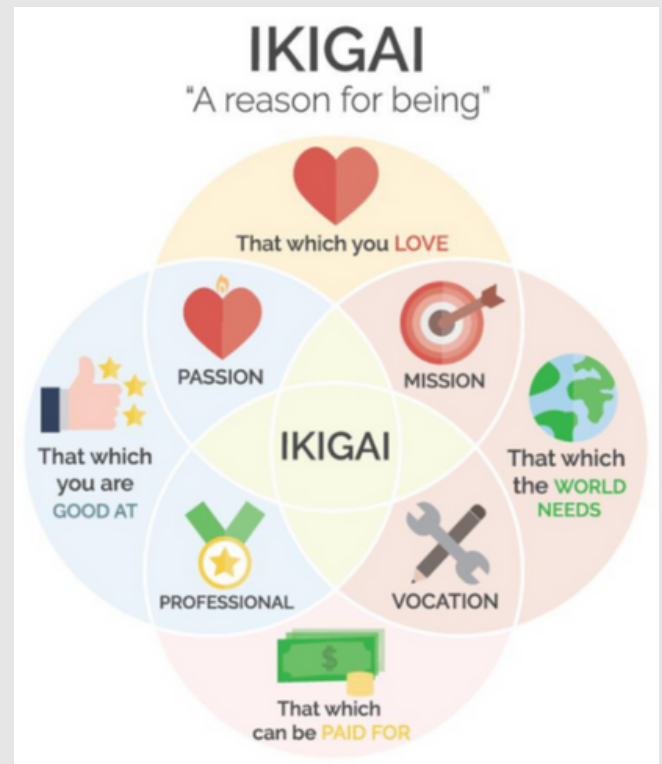 IKIGAI
“A reason for being”
That which you LOVE
PASSION
MISSION
That which
you are
GOOD AT
IKIGAI
That which
the WORLD
NEEDS
PROFESSIONAL
VOCATION
$
That which
can be PAID FOR